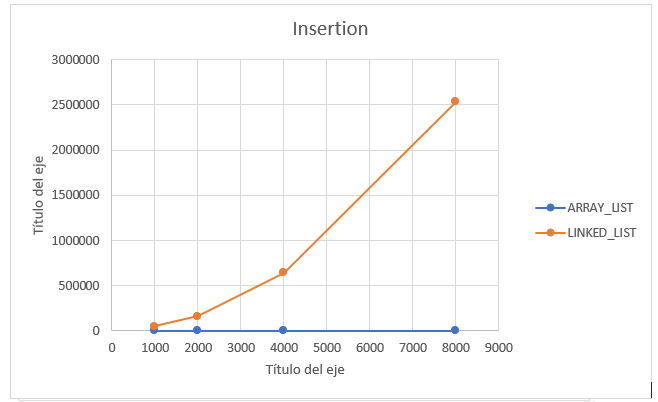 Insertion
3000000
2500000
2000000
1500000
1000000
500000
0
0 1000 2000 3000 4000 5000 6000 7000 8000 9000
Título del eje
Título del eje
ARRAY_LIST
LINKED_LIST